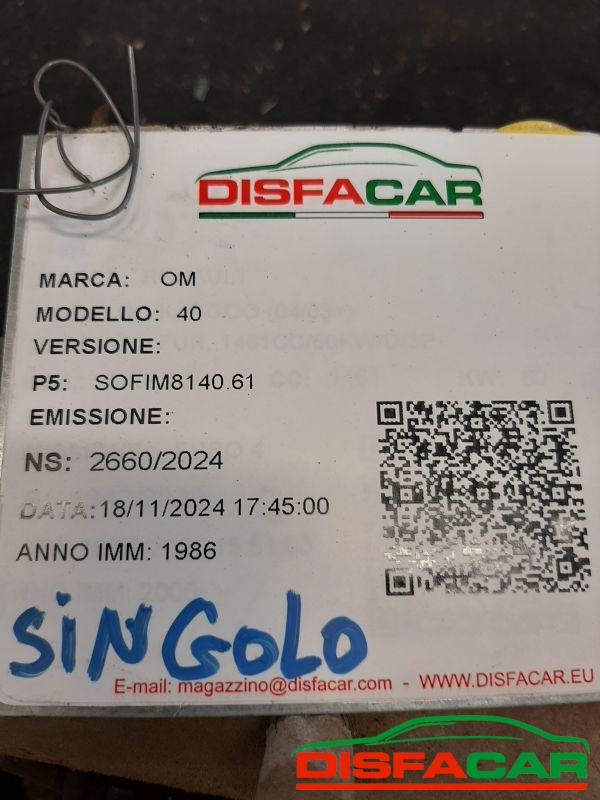 DISFACAR
MARCA: OM
MODELLO: 40
VERSIONE:
P5: SOFIM8140.61
EMISSIONE:
NS: 2660/2024
DATA: 18/11/2024 17:45:00
ANNO IMM: 1986
SiNGOLO
E-mail: magazzino@disfacar.com - WWW.DISFACAR.EU
DISFACAR